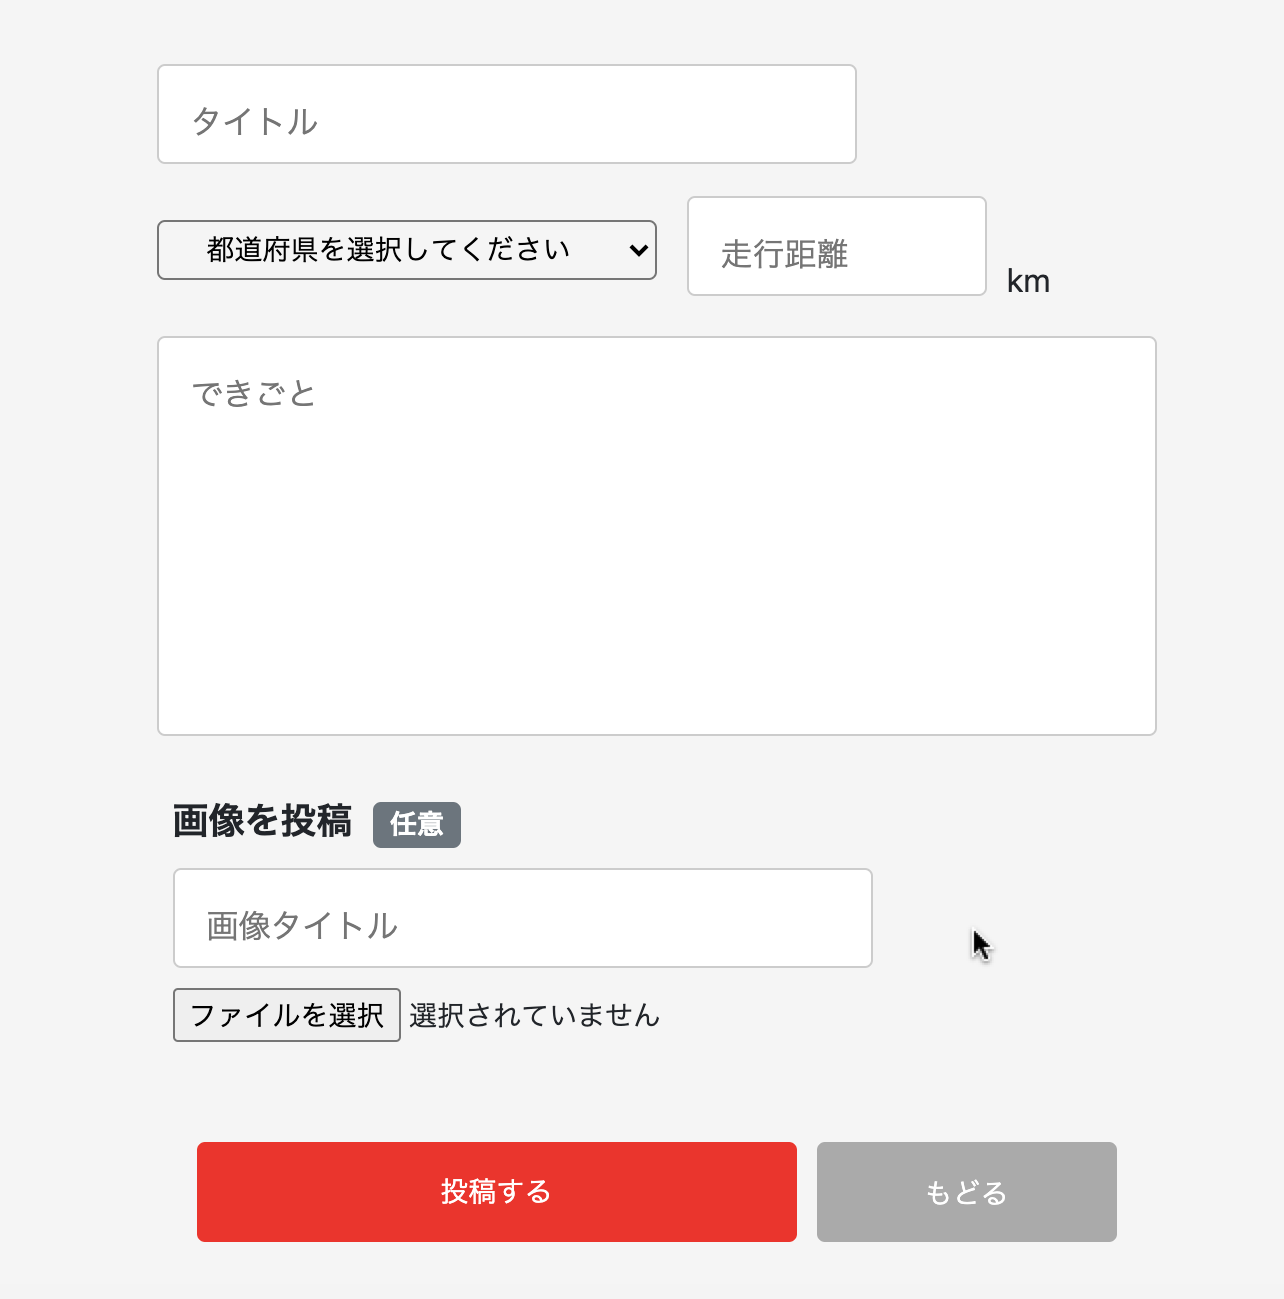 タイトル
都道府県を選択してください 走行距離 km
できごと
画像を投稿 任意
画像タイトル
ファイルを選択 選択されていません
投稿する もどる